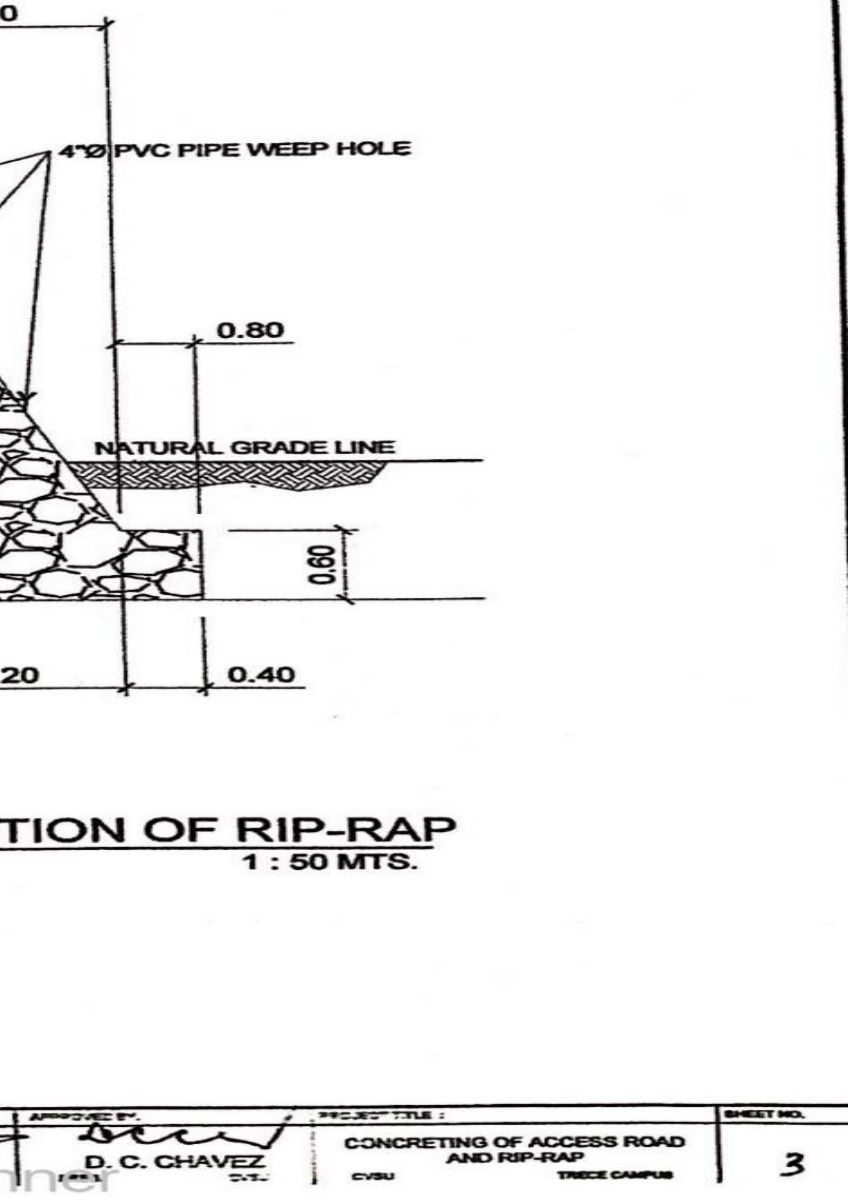 0
4"Ø PVC PIPE WEEP HOLE
0.80
NATURAL GRADE LINE
0.60
20
0.40
TION OF RIP-RAP
1 : 50 MTS.
APPROVED BY:
PROJECT TITLE :
SHEET NO.
D. C. CHAVEZ
CONCRETING OF ACCESS ROAD
AND RIP-RAP
CVSU
TRECE CAMPUS
3
nner